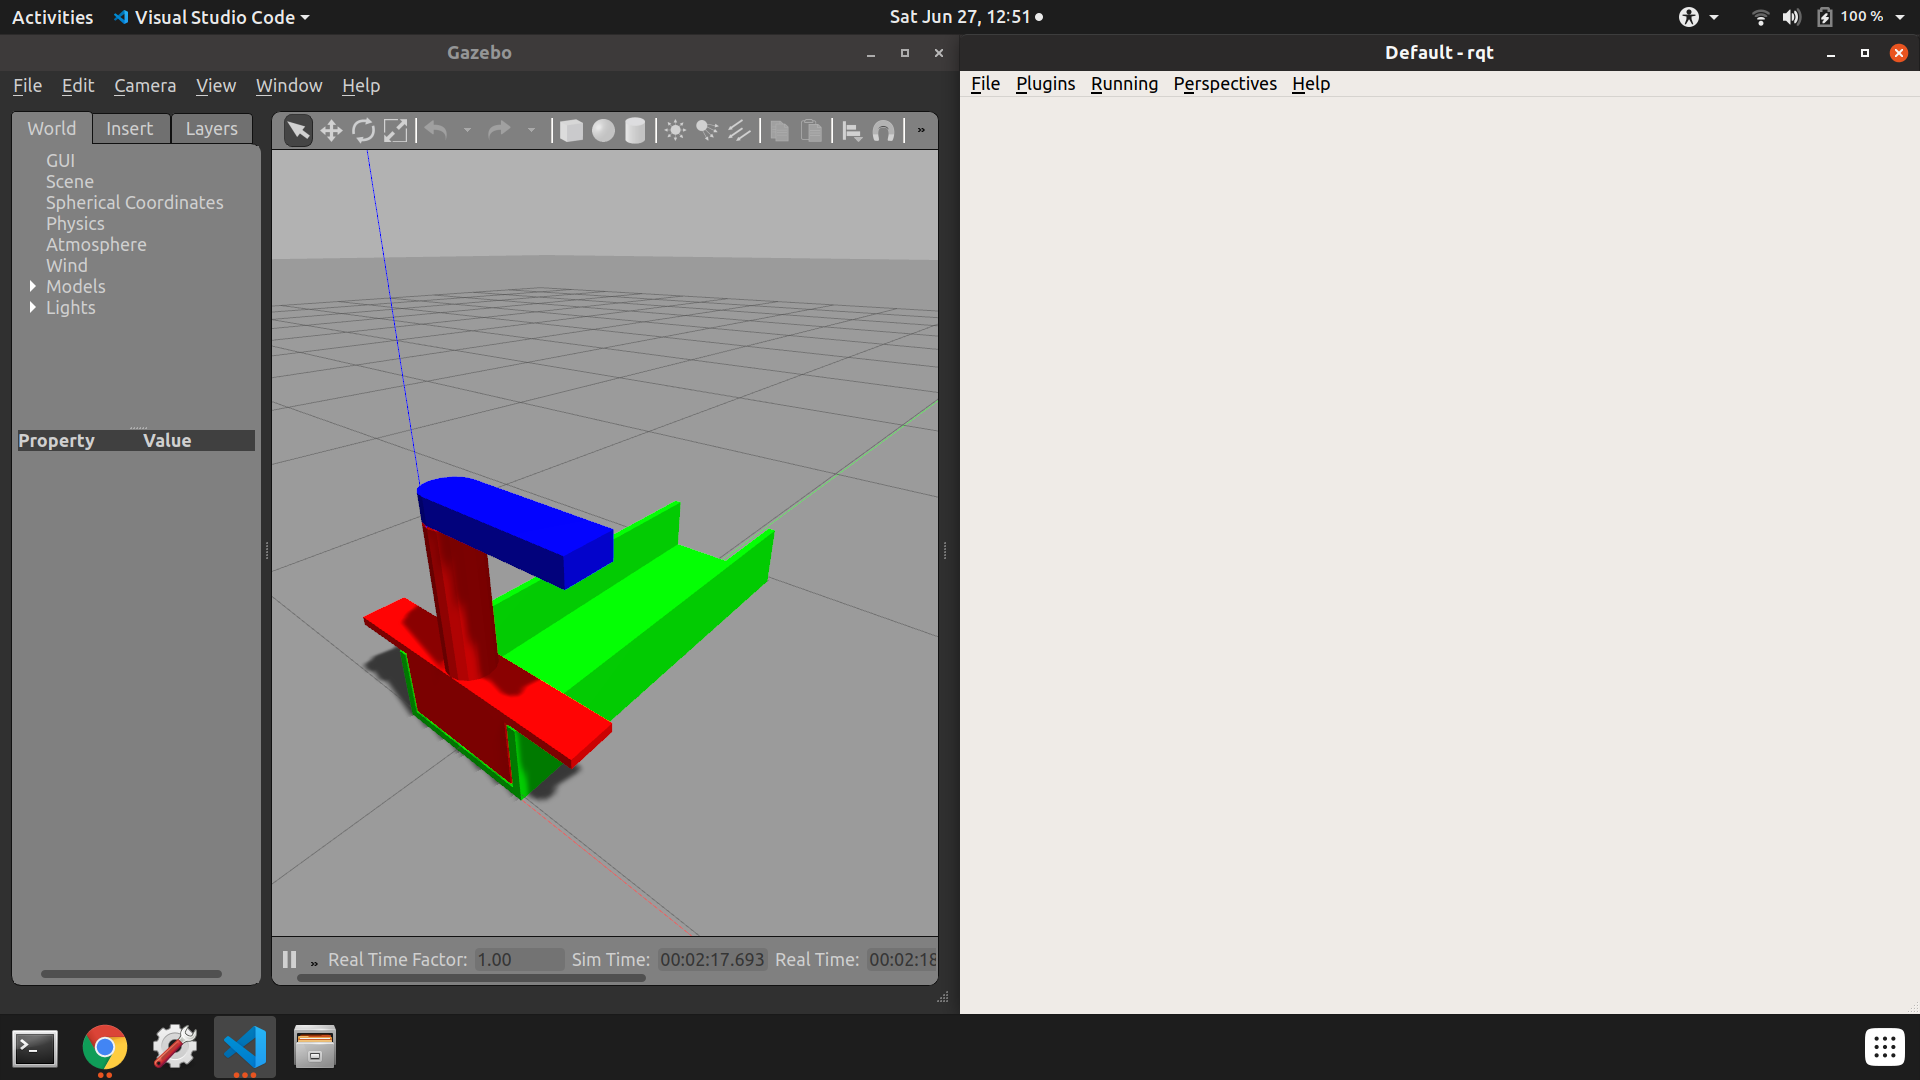 Activities Visual Studio Code Sat Jun 27, 12:51 100 %
Gazebo
File Edit Camera View Window Help
World Insert Layers
GUI
Scene
Spherical Coordinates
Physics
Atmosphere
Wind
Models
Lights
Property Value
Real Time Factor: 1.00 Sim Time: 00:02:17.693 Real Time: 00:02:18
Default - rqt
File Plugins Running Perspectives Help